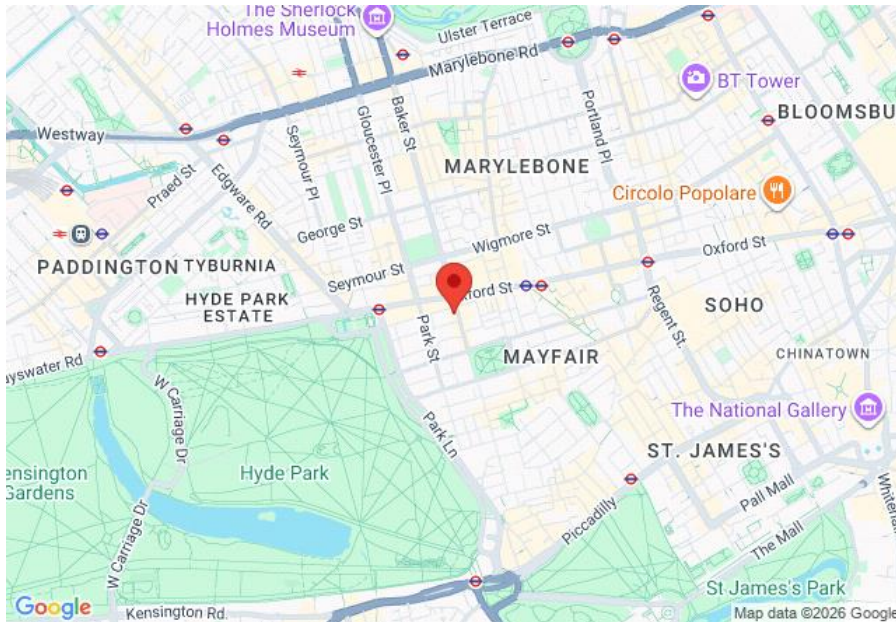 The Sherlock
Holmes Museum
Ulster Terrace
Marylebone Rd
BT Tower
BLOOMSBU
Westway
Praed St
Edgware Rd
Seymour Pl
Gloucester Pl
Baker St
Portland Pl
MARYLEBONE
Circolo Popolare
George St
Wigmore St
Oxford St
PADDINGTON
TYBURNIA
Seymour St
HYDE PARK
ESTATE
xford St
Regent St.
SOHO
Park St
MAYFAIR
CHINATOWN
ayswater Rd
W Carriage Dr
The National Gallery
Park Ln
ST. JAMES'S
ensington
Gardens
Hyde Park
Pall Mall
Whitehall
Piccadilly
The Mall
W Carriage Dr
St James's Park
Google
Kensington Rd.
Map data ©2026 Google